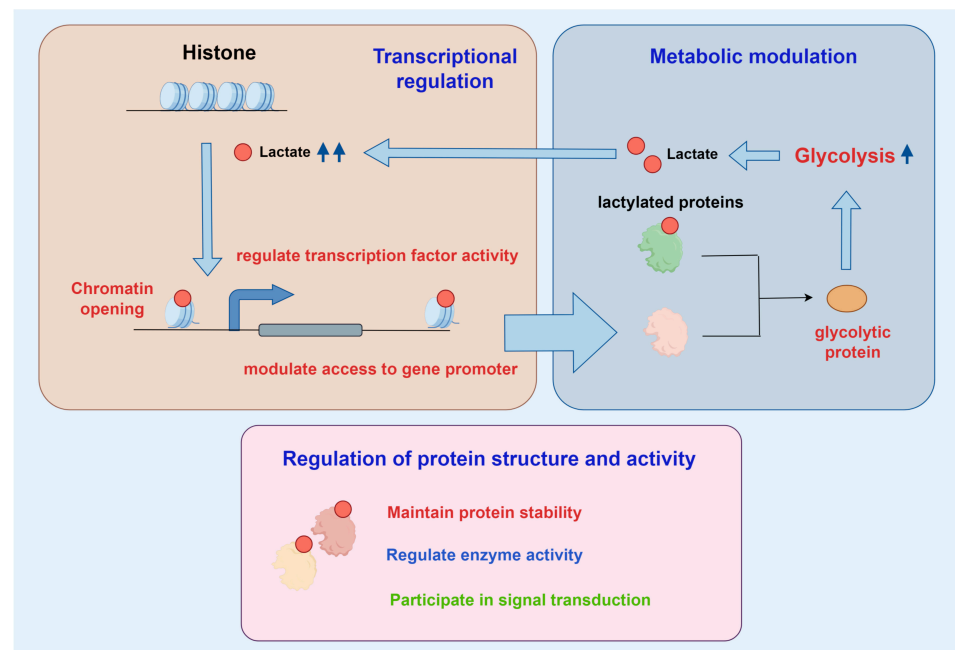 Histone
Transcriptional
regulation
Lactate
regulate transcription factor activity
Chromatin
opening
modulate access to gene promoter
Metabolic modulation
Lactate
Glycolysis
lactylated proteins
glycolytic
protein
Regulation of protein structure and activity
Maintain protein stability
Regulate enzyme activity
Participate in signal transduction